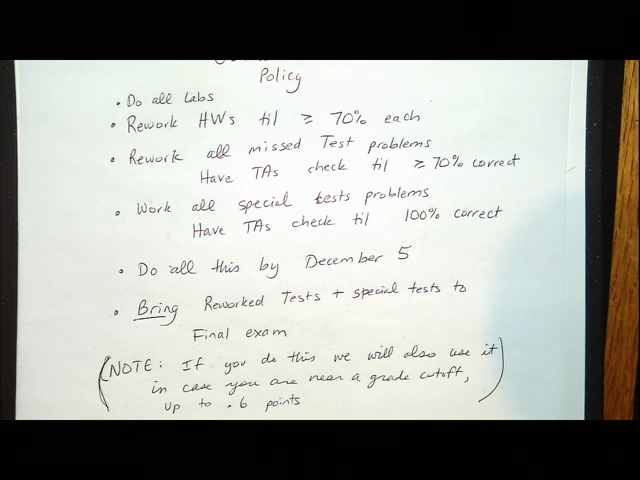 Policy
• Do all Labs
• Rework HWs til ≥ 70% each
• Rework all missed Test problems
Have TAs check til ≥ 70% correct
• Work all special tests problems
Have TAs check til 100% correct
• Do all this by December 5
• Bring Reworked Tests + special tests to
Final exam
(NOTE: If you do this we will also use it
in case you are near a grade cutoff,
up to .6 points)